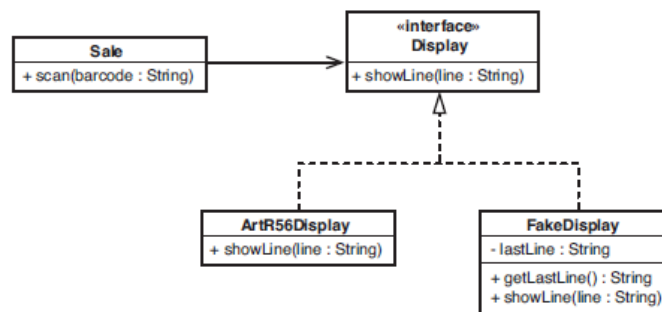 Sale
+ scan(barcode : String)
«interface»
Display
+ showLine(line : String)
ArtR56Display
+ showLine(line : String)
FakeDisplay
- lastLine : String
+ getLastLine() : String
+ showLine(line : String)